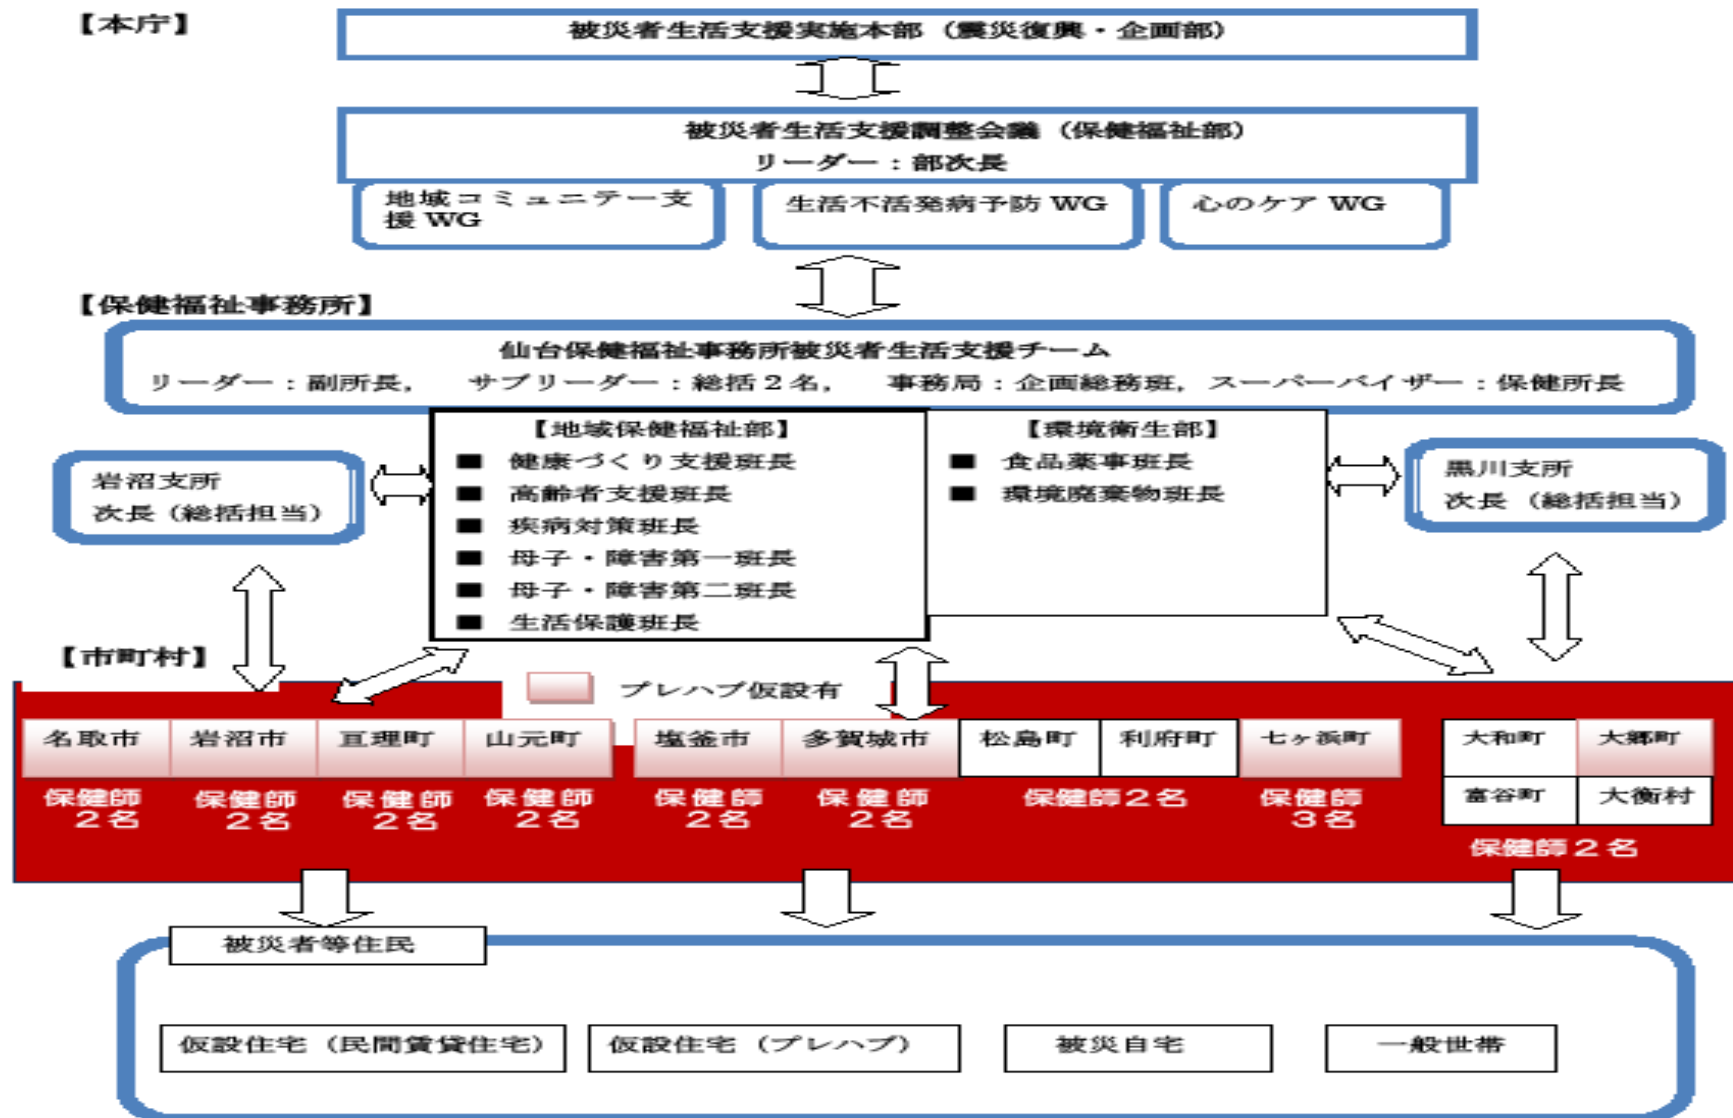 【本庁】
被災者生活支援実施本部（震災復興・企画部）
被災者生活支援調整会議（保健福祉部）
リーダー：部次長
地域コミュニテー支
援 WG
生活不活発病予防 WG
心のケア WG
【保健福祉事務所】
仙台保健福祉事務所被災者生活支援チーム
リーダー：副所長，　サブリーダー：総括２名，　事務局：企画総務班，スーパーバイザー：保健所長
【地域保健福祉部】
■ 健康づくり支援班長
■ 高齢者支援班長
■ 疾病対策班長
■ 母子・障害第一班長
■ 母子・障害第二班長
■ 生活保護班長
【環境衛生部】
■ 食品薬事班長
■ 環境廃棄物班長
岩沼支所
次長（総括担当）
黒川支所
次長（総括担当）
【市町村】
プレハブ仮設有
名取市
岩沼市
亘理町
山元町
塩釜市
多賀城市
松島町
利府町
七ヶ浜町
大和町
大郷町
富谷町
大衡村
保健師
２名
保健師
２名
保健師
２名
保健師
２名
保健師
２名
保健師
２名
保健師２名
保健師
３名
保健師２名
被災者等住民
仮設住宅（民間賃貸住宅）
仮設住宅（プレハブ）
被災自宅
一般世帯